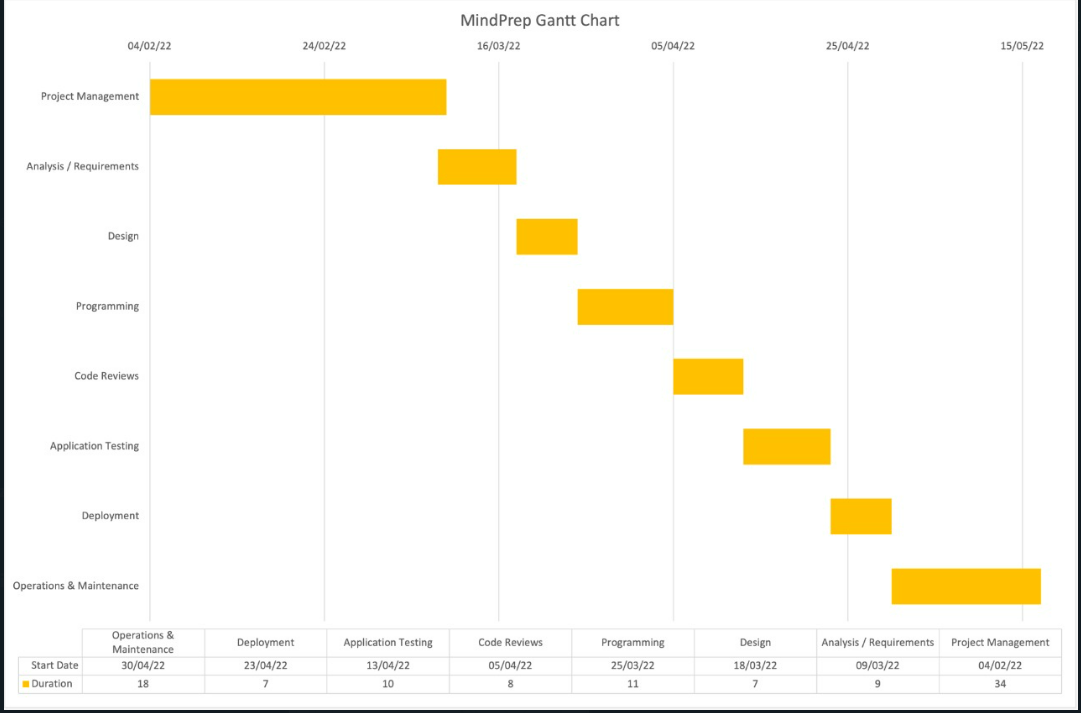 MindPrep Gantt Chart
04/02/22 24/02/22 16/03/22 05/04/22 25/04/22 15/05/22
Project Management
Analysis / Requirements
Design
Programming
Code Reviews
Application Testing
Deployment
Operations & Maintenance
Operations &
Maintenance Deployment Application Testing Code Reviews Programming Design Analysis / Requirements Project Management
Start Date 30/04/22 23/04/22 13/04/22 05/04/22 25/03/22 18/03/22 09/03/22 04/02/22
Duration 18 7 10 8 11 7 9 34